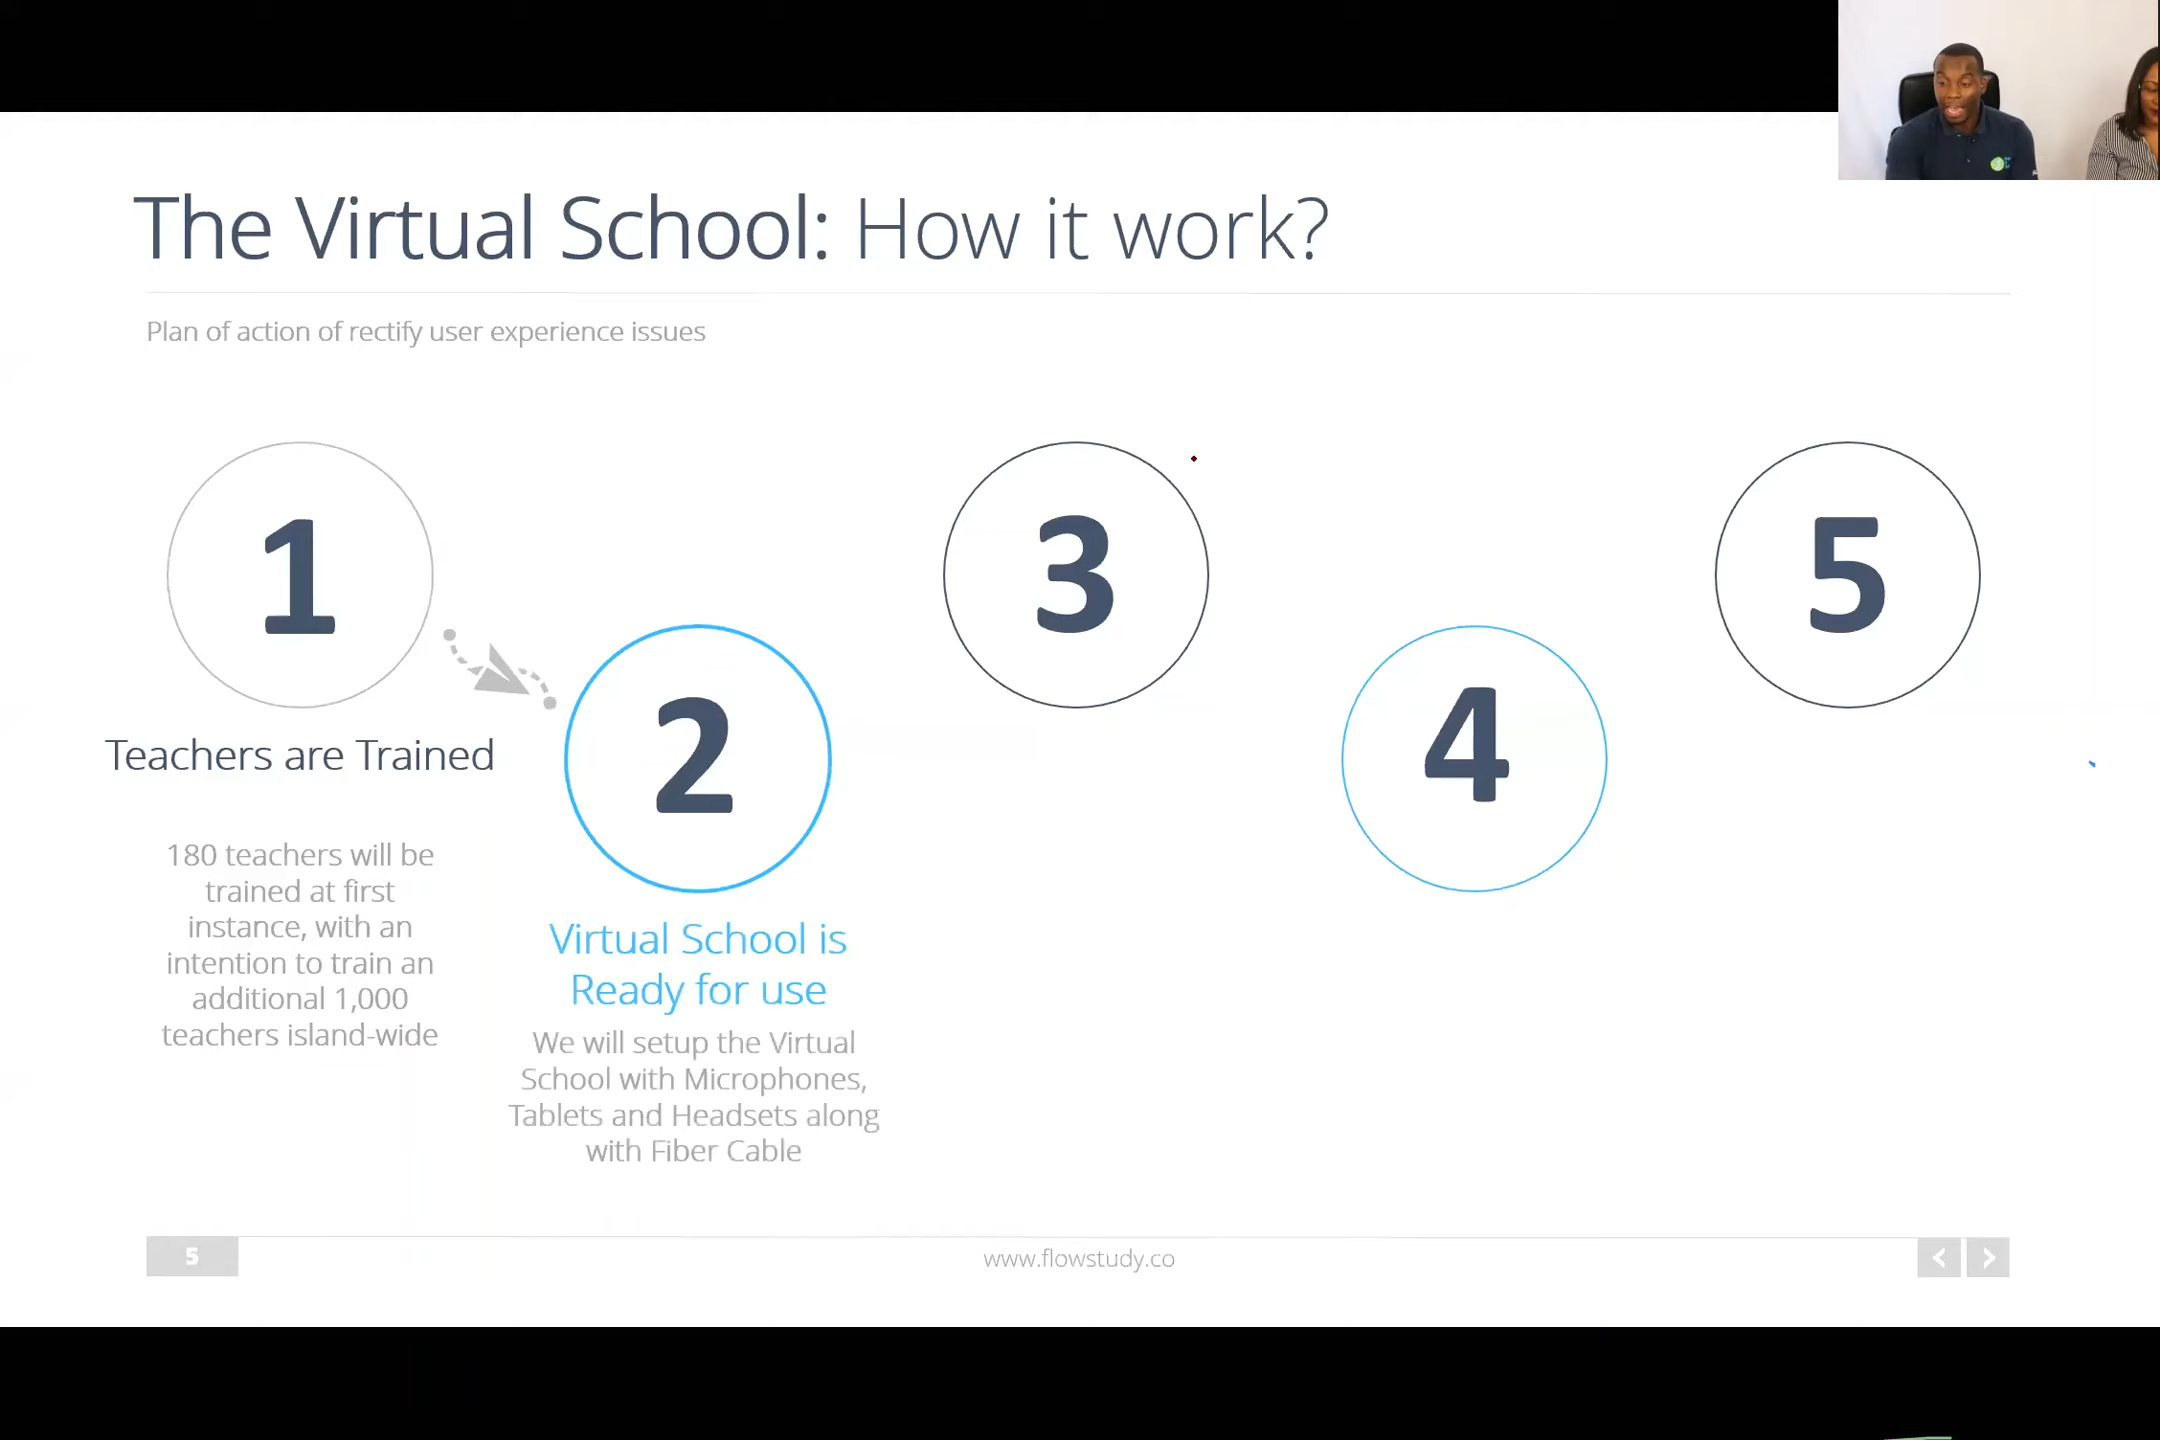 The Virtual School: How it work?
Plan of action of rectify user experience issues
1
2
3
4
5
Teachers are Trained
180 teachers will be
trained at first
instance, with an
intention to train an
additional 1,000
teachers island-wide
Virtual School is
Ready for use
We will setup the Virtual
School with Microphones,
Tablets and Headsets along
with Fiber Cable
5
www.flowstudy.co